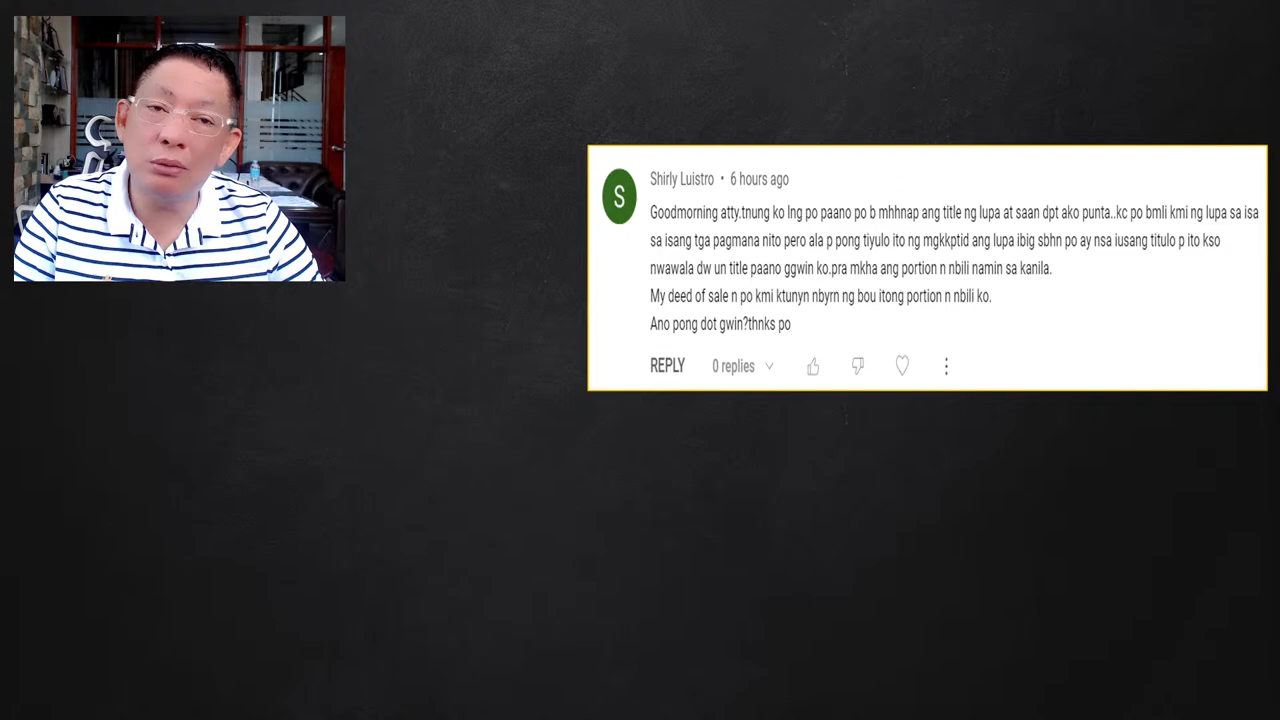 S
Shirly Luistro • 6 hours ago
Goodmorning atty.tnung ko lng po paano po b mhhnap ang title ng lupa at saan dpt ako punta..kc po bmli kmi ng lupa sa isa
sa isang tga pagmana nito pero ala p pong tiyulo ito ng mgkkptid ang lupa ibig sbhn po ay nsa iusang titulo p ito kso
nwawala dw un title paano ggwin ko.pra mkha ang portion n nbili namin sa kanila.
My deed of sale n po kmi ktunyn nbyrn ng bou itong portion n nbili ko.
Ano pong dot gwin?thnks po
REPLY 0 replies